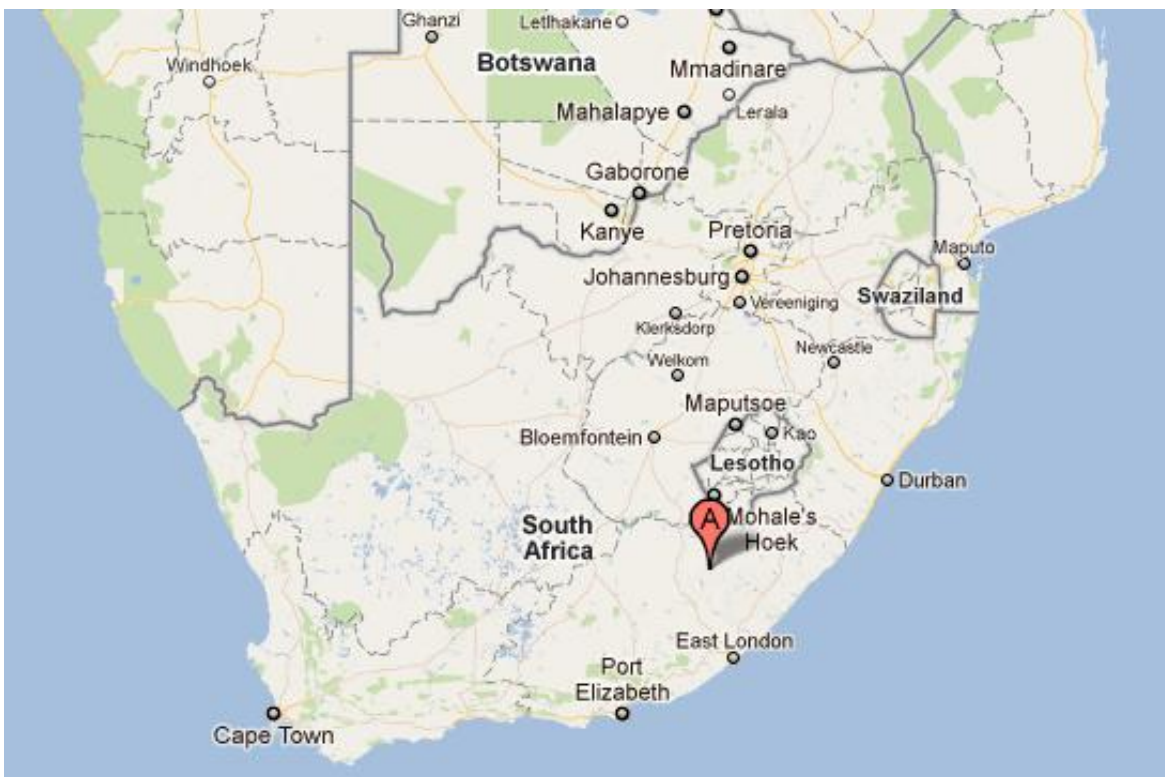 Ghanzi
Letlhakane
Botswana
Windhoek
Mmadinare
Mahalapye
Lerala
Gaborone
Kanye
Pretoria
Maputo
Johannesburg
Swaziland
Vereeniging
Klerksdorp
Newcastle
Welkom
Maputsoe
Kao
Bloemfontein
Lesotho
Durban
A
Mohale's
Hoek
South
Africa
East London
Port
Elizabeth
Cape Town